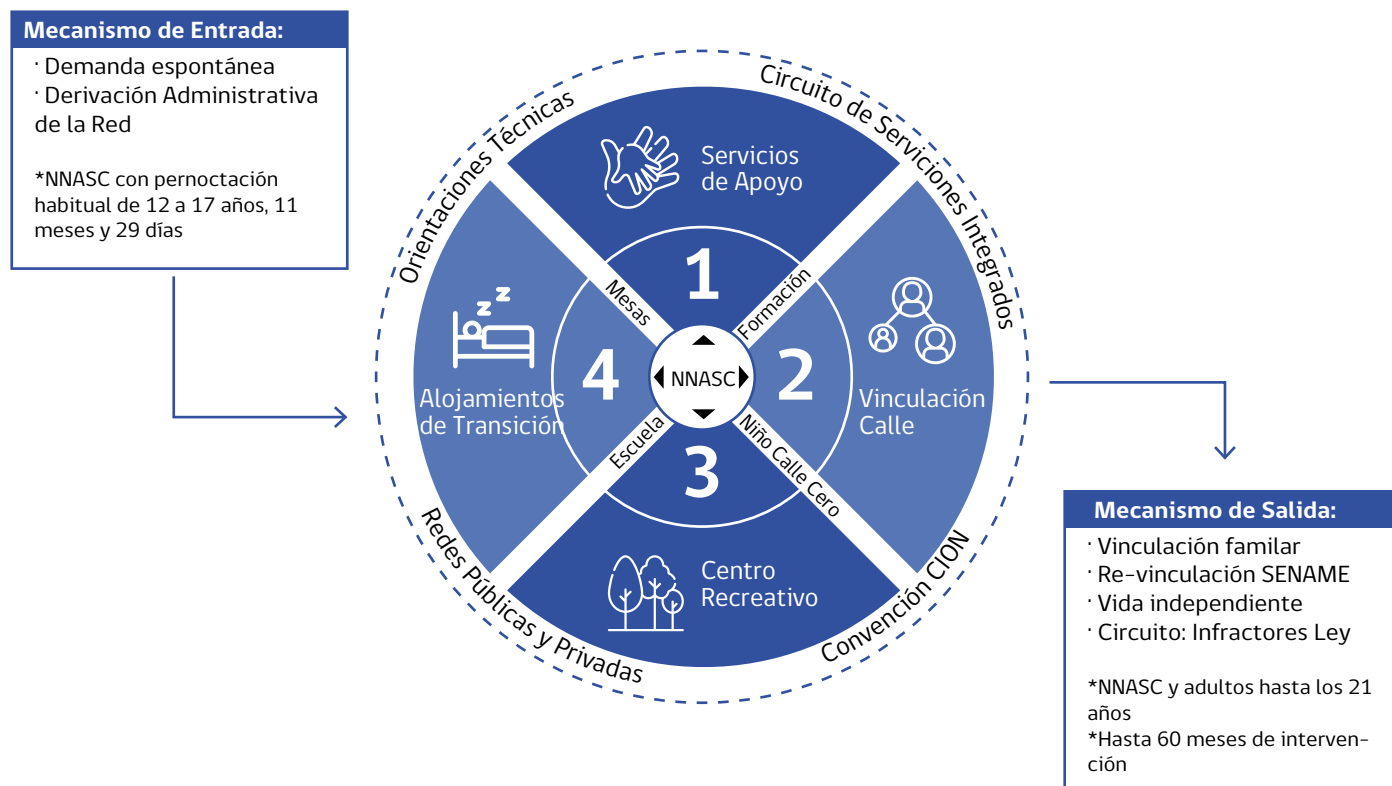 Mecanismo de Entrada:
· Demanda espontánea
· Derivación Administrativa
de la Red
*NNASC con pernoctación
habitual de 12 a 17 años, 11
meses y 29 días
Orientaciones Técnicas
Circuito de Serviciones Integrados
Servicios
de Apoyo
1
Mesas
Formación
Alojamientos
de Transición
4
NNASC
2
Vinculación
Calle
Escuela
Niño Calle Cero
3
Centro
Recreativo
Redes Públicas y Privadas
Convención CION
Mecanismo de Salida:
· Vinculación familar
· Re-vinculación SENAME
· Vida independiente
· Circuito: Infractores Ley
*NNASC y adultos hasta los 21
años
*Hasta 60 meses de interven-
ción